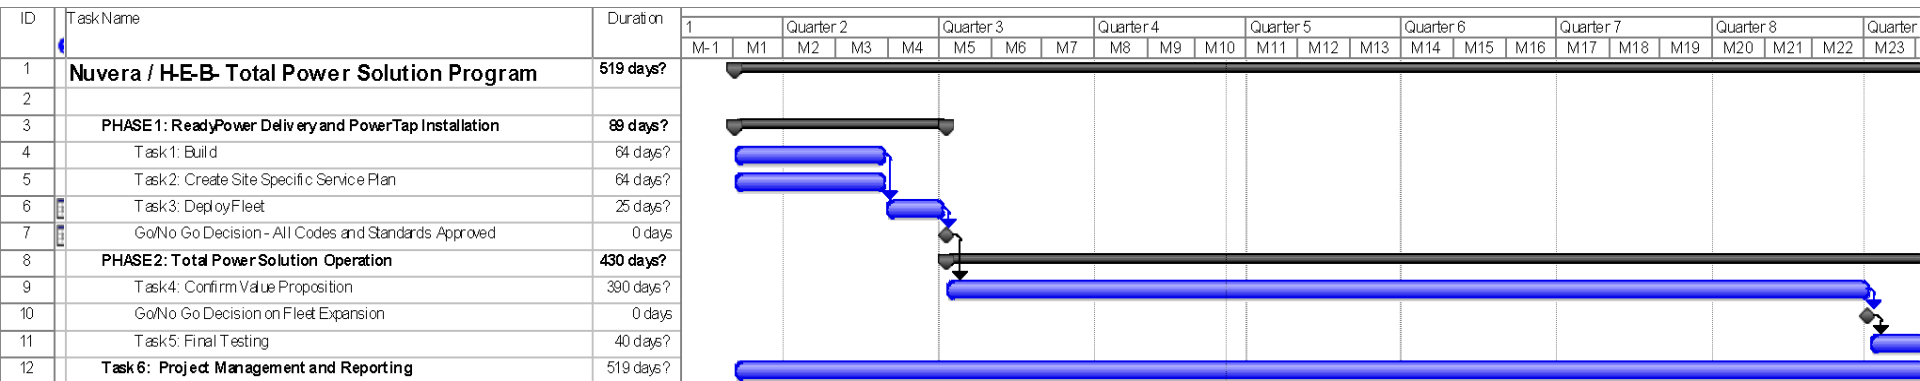 ID Task Name Duration 1 Quarter 2 Quarter 3 Quarter 4 Quarter 5 Quarter 6 Quarter 7 Quarter 8 Quarter
M-1 M1 M2 M3 M4 M5 M6 M7 M8 M9 M10 M11 M12 M13 M14 M15 M16 M17 M18 M19 M20 M21 M22 M23
1 Nuvera / H-E-B- Total Power Solution Program 519 days?
2
3 PHASE 1: ReadyPower Delivery and PowerTap Installation 89 days?
4 Task 1: Build 64 days?
5 Task 2: Create Site Specific Service Plan 64 days?
6 Task 3: Deploy Fleet 25 days?
7 Go/No Go Decision - All Codes and Standards Approved 0 days
8 PHASE 2: Total Power Solution Operation 430 days?
9 Task 4: Confirm Value Proposition 390 days?
10 Go/No Go Decision on Fleet Expansion 0 days
11 Task 5: Final Testing 40 days?
12 Task 6: Project Management and Reporting 519 days?